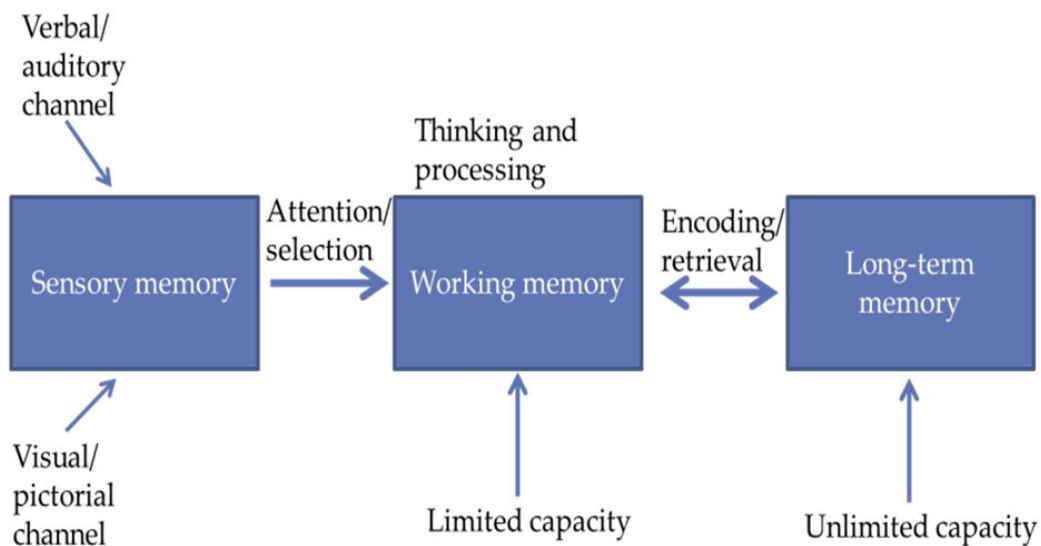 Verbal/
auditory
channel
Thinking and
processing
Attention/
selection
Encoding/
retrieval
Sensory memory
Working memory
Long-term
memory
Visual/
pictorial
channel
Limited capacity
Unlimited capacity